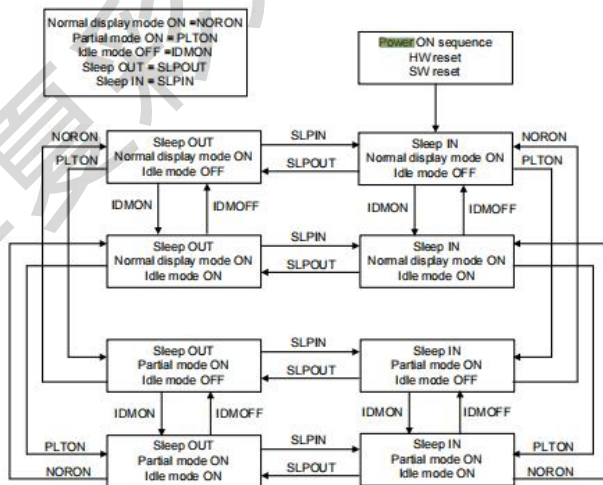 Normal display mode ON =NORON
Partial mode ON = PLTON
Idle mode OFF =IDMON
Sleep OUT = SLPOUT
Sleep IN = SLPIN
Power ON sequence
HW reset
SW reset
NORON
PLTON
Sleep OUT
Normal display mode ON
Idle mode OFF
SLPIN
SLPOUT
Sleep IN
Normal display mode ON
Idle mode OFF
NORON
PLTON
IDMON
IDMOFF
IDMON
IDMOFF
Sleep OUT
Normal display mode ON
Idle mode ON
SLPIN
SLPOUT
Sleep IN
Normal display mode ON
Idle mode ON
Sleep OUT
Partial mode ON
Idle mode OFF
SLPIN
SLPOUT
Sleep IN
Partial mode ON
Idle mode OFF
IDMON
IDMOFF
IDMON
IDMOFF
PLTON
NORON
Sleep OUT
Partial mode ON
Idle mode ON
SLPIN
SLPOUT
Sleep IN
Partial mode ON
Idle mode ON
PLTON
NORON